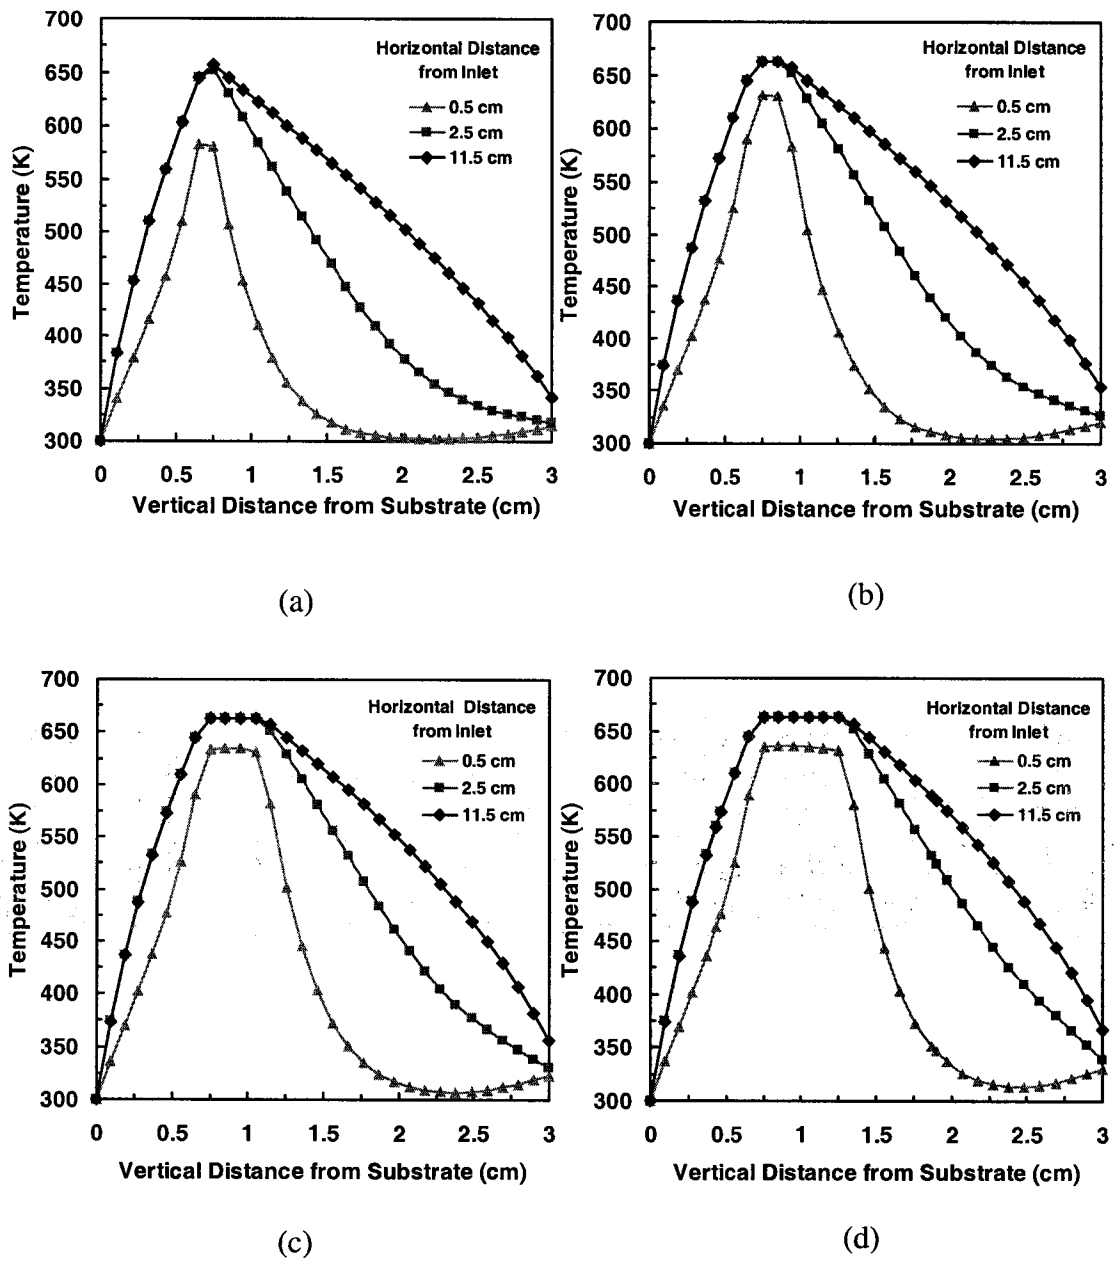 700
650
600
550
500
450
400
350
300
Temperature (K)
Horizontal Distance
from Inlet
0.5 cm
2.5 cm
11.5 cm
0 0.5 1 1.5 2 2.5 3
Vertical Distance from Substrate (cm)
(a)
700
650
600
550
500
450
400
350
300
Temperature (K)
Horizontal Distance
from Inlet
0.5 cm
2.5 cm
11.5 cm
0 0.5 1 1.5 2 2.5 3
Vertical Distance from Substrate (cm)
(b)
700
650
600
550
500
450
400
350
300
Temperature (K)
Horizontal Distance
from Inlet
0.5 cm
2.5 cm
11.5 cm
0 0.5 1 1.5 2 2.5 3
Vertical Distance from Substrate (cm)
(c)
700
650
600
550
500
450
400
350
300
Temperature (K)
Horizontal Distance
from Inlet
0.5 cm
2.5 cm
11.5 cm
0 0.5 1 1.5 2 2.5 3
Vertical Distance from Substrate (cm)
(d)